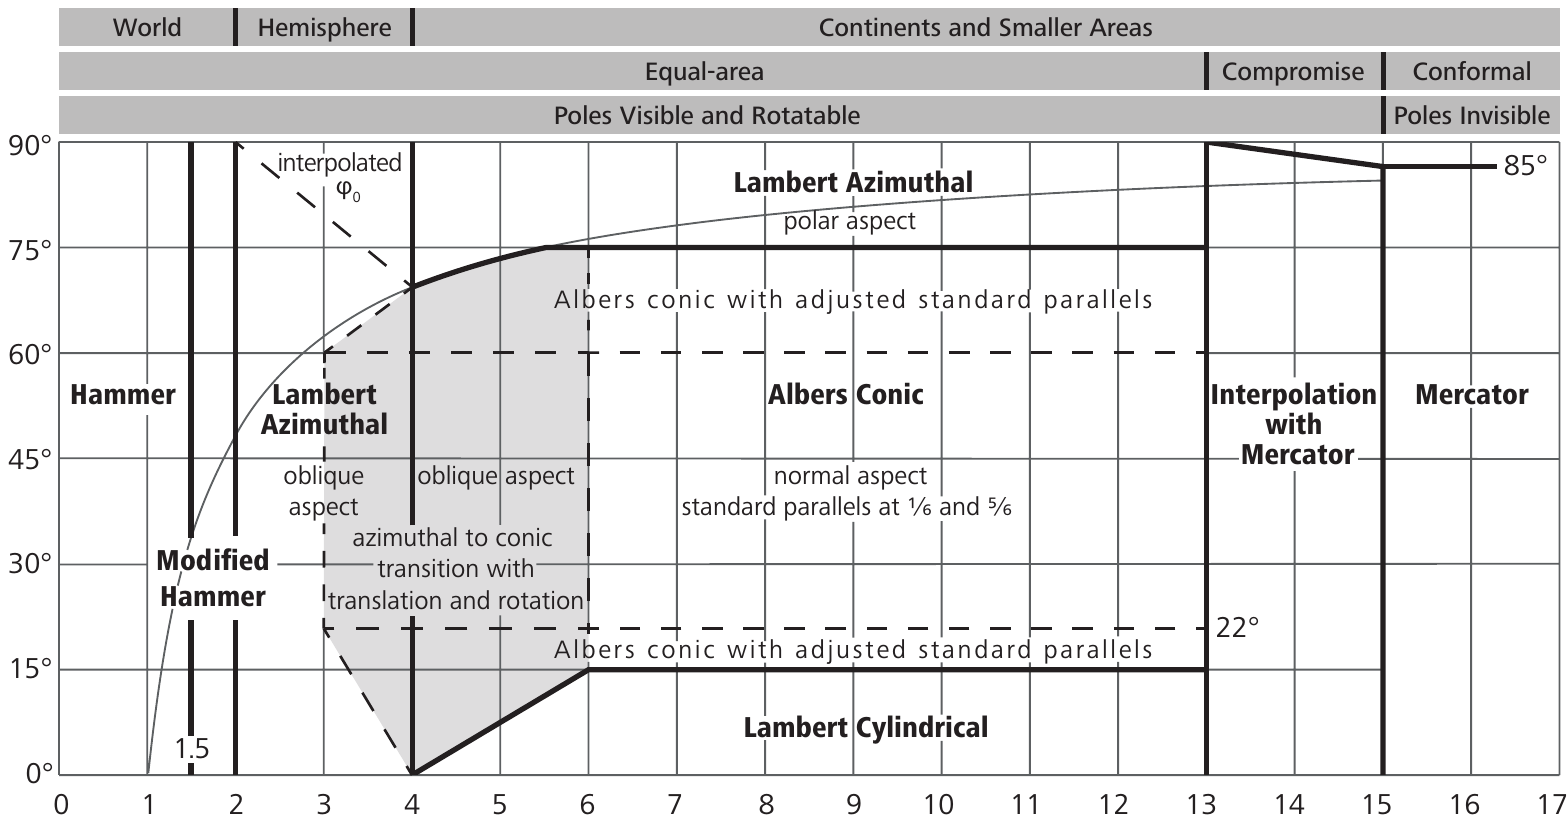 World Hemisphere Continents and Smaller Areas
Equal-area Compromise Conformal
Poles Visible and Rotatable Poles Invisible
90°
interpolated
φ₀
Lambert Azimuthal
polar aspect
85°
75°
Albers conic with adjusted standard parallels
60°
Hammer
Lambert
Azimuthal
Albers Conic
Interpolation
with
Mercator
Mercator
45°
oblique
aspect
oblique aspect
normal aspect
standard parallels at ⅙ and ⅚
azimuthal to conic
transition with
translation and rotation
30°
Modified
Hammer
22°
Albers conic with adjusted standard parallels
15°
Lambert Cylindrical
1.5
0°
0 1 2 3 4 5 6 7 8 9 10 11 12 13 14 15 16 17